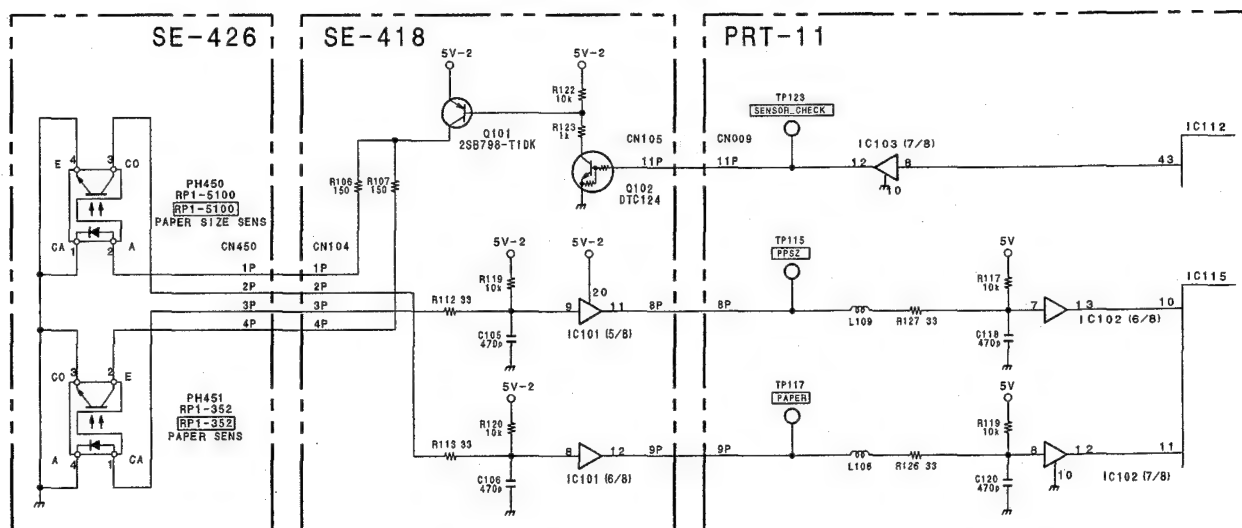 SE-426
SE-418
PRT-11
5V-2
5V-2
R122
10k
R123
1k
Q101
2SB798-T1DK
CN105
11P
Q102
DTC124
CN009
11P
TP123
SENSOR_CHECK
IC103 (7/8)
12
8
10
43
IC112
E 4 3 CO
PH450
RP1-5100
RP1-5100
PAPER SIZE SENS
CA 1 2 A
CN450
CN104
R106
150
R107
150
1P 1P
2P 2P
3P 3P
4P 4P
R112 33
5V-2
R119
10k
5V-2
9
20
11
C105
470p
IC101 (5/8)
8P 8P
TP115
PPSZ
L109
R127 33
5V
R117
10k
7
13
C118
470p
IC102 (6/8)
10
IC115
CO 3 2 E
PH451
RP1-352
RP1-352
PAPER SENS
A 4 1 CA
R113 33
5V-2
R120
10k
8
12
C106
470p
IC101 (6/8)
9P 9P
TP117
PAPER
L106
R126 33
5V
R119
10k
8
12
10
C120
470p
IC102 (7/8)
11